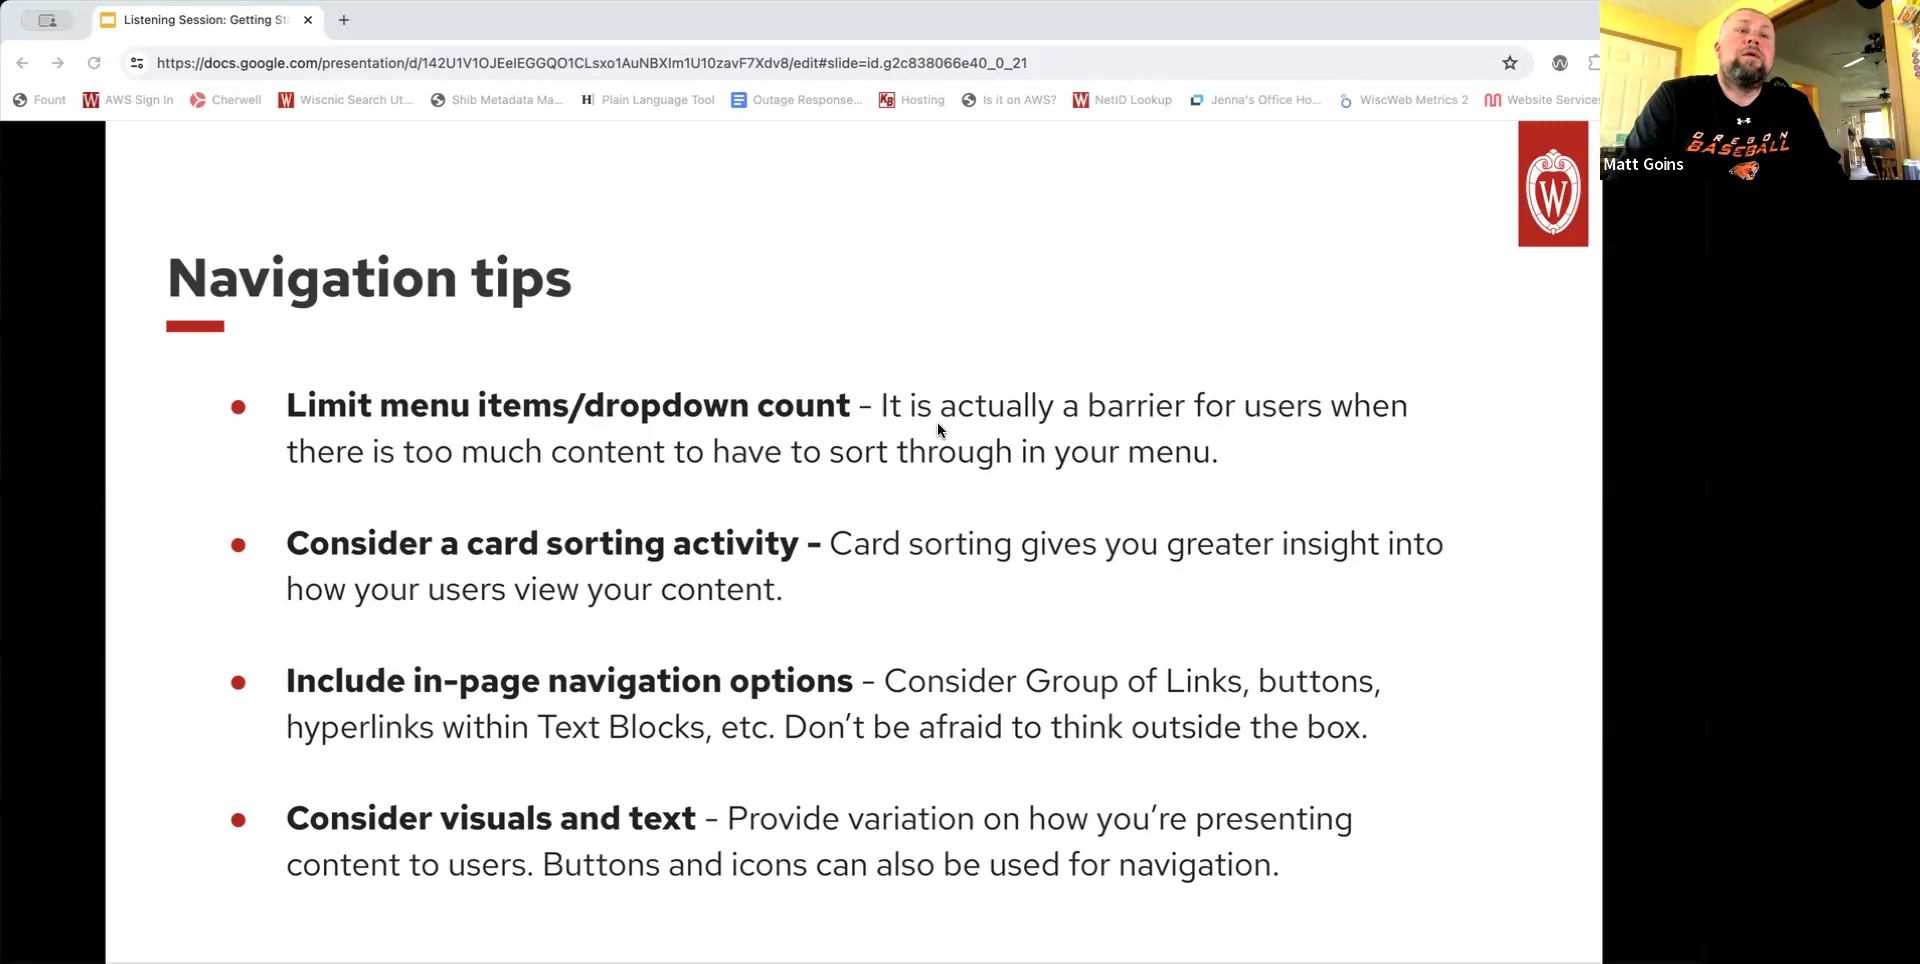 Listening Session: Getting St
https://docs.google.com/presentation/d/142U1V1OJEeIEGGQO1CLsxo1AuNBXIm1U10zavF7Xdv8/edit#slide=id.g2c838066e40_0_21
Fount AWS Sign In Cherwell Wiscnic Search Ut... Shib Metadata Ma... H Plain Language Tool Outage Response... KB Hosting Is it on AWS? NetID Lookup Jenna's Office Ho... WiscWeb Metrics 2 Website Service
OREGON
BASEBALL
Matt Goins
W
Navigation tips
● Limit menu items/dropdown count - It is actually a barrier for users when
there is too much content to have to sort through in your menu.
● Consider a card sorting activity - Card sorting gives you greater insight into
how your users view your content.
● Include in-page navigation options - Consider Group of Links, buttons,
hyperlinks within Text Blocks, etc. Don't be afraid to think outside the box.
● Consider visuals and text - Provide variation on how you're presenting
content to users. Buttons and icons can also be used for navigation.